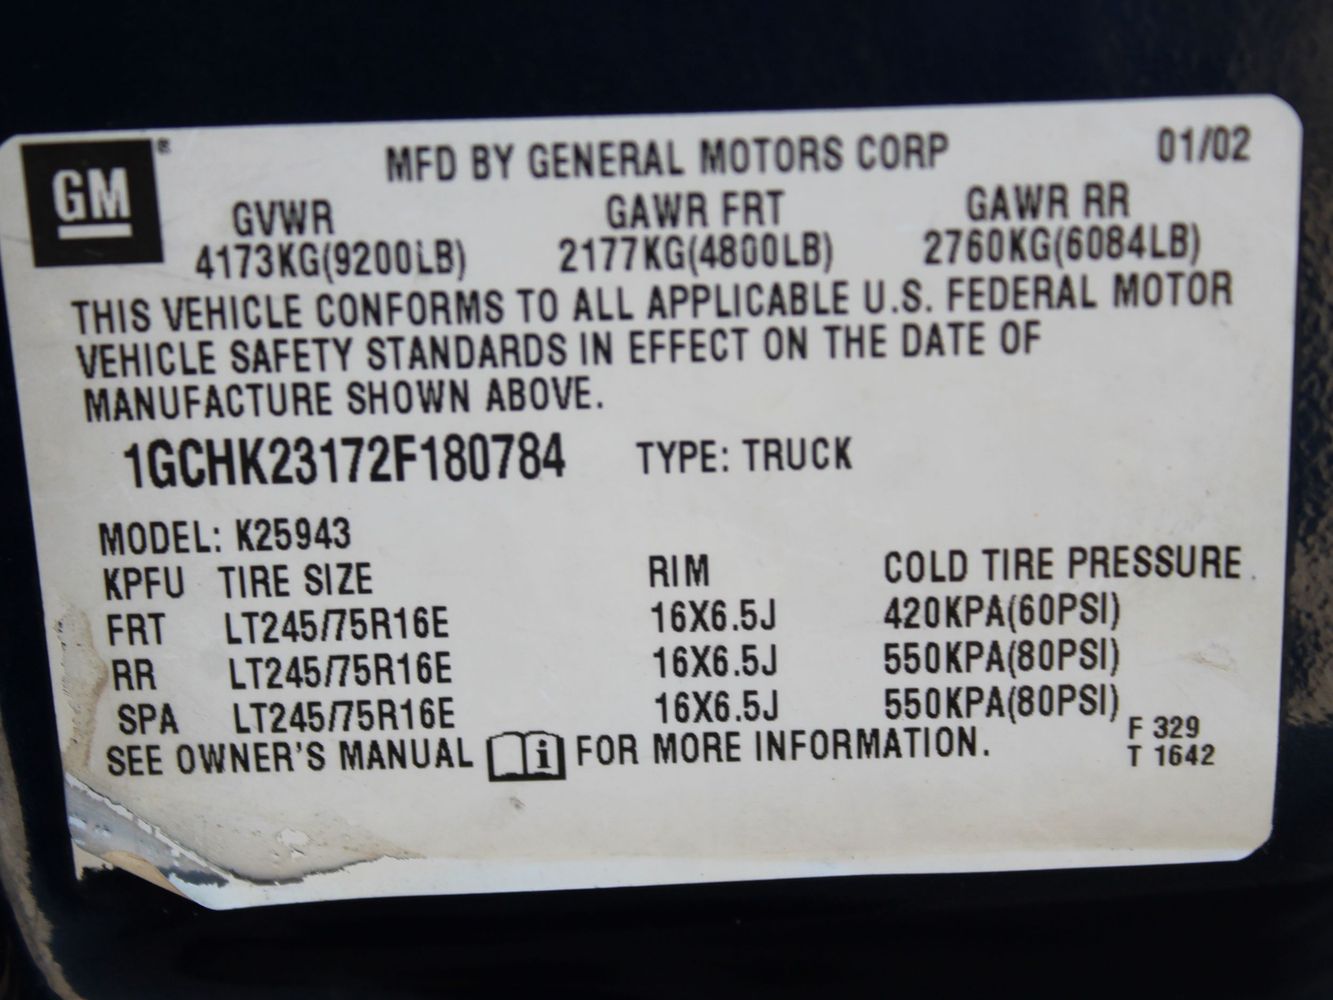 GM ® MFD BY GENERAL MOTORS CORP 01/02
GVWR GAWR FRT GAWR RR
4173KG(9200LB) 2177KG(4800LB) 2760KG(6084LB)
THIS VEHICLE CONFORMS TO ALL APPLICABLE U.S. FEDERAL MOTOR
VEHICLE SAFETY STANDARDS IN EFFECT ON THE DATE OF
MANUFACTURE SHOWN ABOVE.
1GCHK23172F180784 TYPE: TRUCK
MODEL: K25943
KPFU TIRE SIZE RIM COLD TIRE PRESSURE
FRT LT245/75R16E 16X6.5J 420KPA(60PSI)
RR LT245/75R16E 16X6.5J 550KPA(80PSI)
SPA LT245/75R16E 16X6.5J 550KPA(80PSI)
SEE OWNER'S MANUAL i FOR MORE INFORMATION.
F 329
T 1642